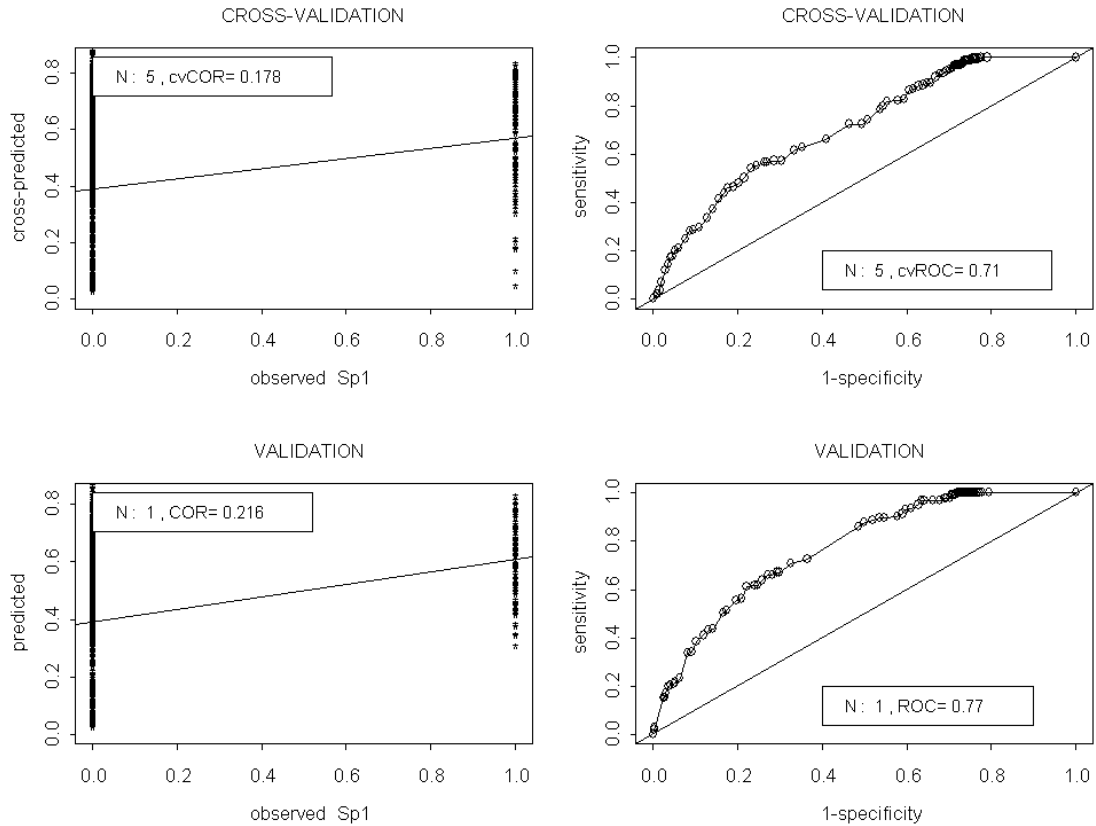 CROSS-VALIDATION
N : 5 , cvCOR= 0.178
cross-predicted
0.0 0.2 0.4 0.6 0.8
0.0 0.2 0.4 0.6 0.8 1.0
observed Sp1
CROSS-VALIDATION
N : 5 , cvROC= 0.71
sensitivity
0.0 0.2 0.4 0.6 0.8 1.0
0.0 0.2 0.4 0.6 0.8 1.0
1-specificity
VALIDATION
N : 1 , COR= 0.216
predicted
0.0 0.2 0.4 0.6 0.8
0.0 0.2 0.4 0.6 0.8 1.0
observed Sp1
VALIDATION
N : 1 , ROC= 0.77
sensitivity
0.0 0.2 0.4 0.6 0.8 1.0
0.0 0.2 0.4 0.6 0.8 1.0
1-specificity